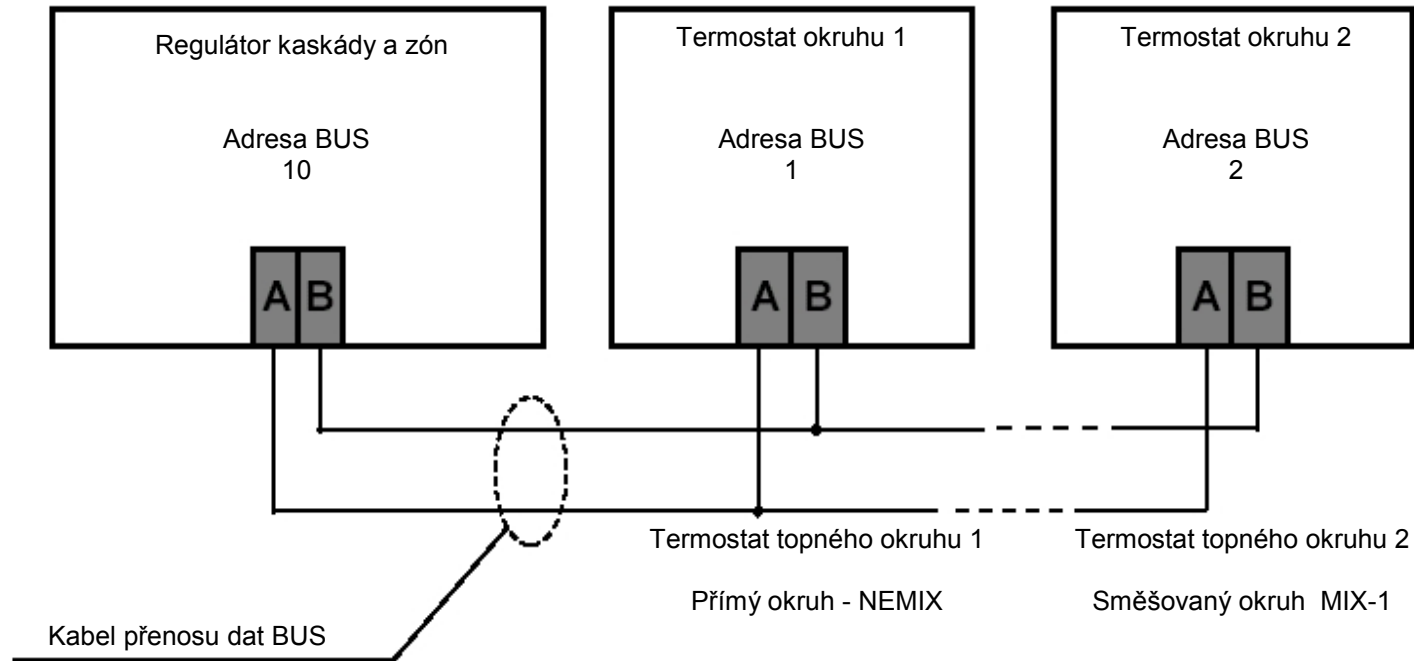 Regulátor kaskády a zón
Adresa BUS
10
A B
Termostat okruhu 1
Adresa BUS
1
A B
Termostat okruhu 2
Adresa BUS
2
A B
Termostat topného okruhu 1
Přímý okruh - NEMIX
Termostat topného okruhu 2
Směšovaný okruh MIX-1
Kabel přenosu dat BUS